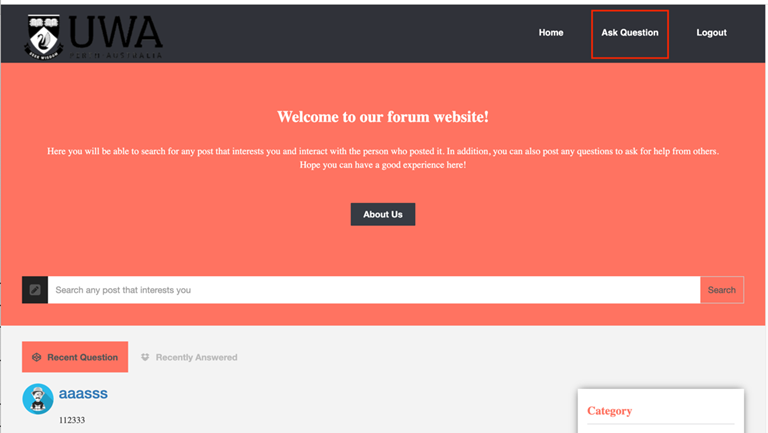 UWA
Home
Ask Question
Logout
Welcome to our forum website!
Here you will be able to search for any post that interests you and interact with the person who posted it. In addition, you can also post any questions to ask for help from others.
Hope you can have a good experience here!
About Us
Search any post that interests you
Search
Recent Question
Recently Answered
aaasss
112333
Category